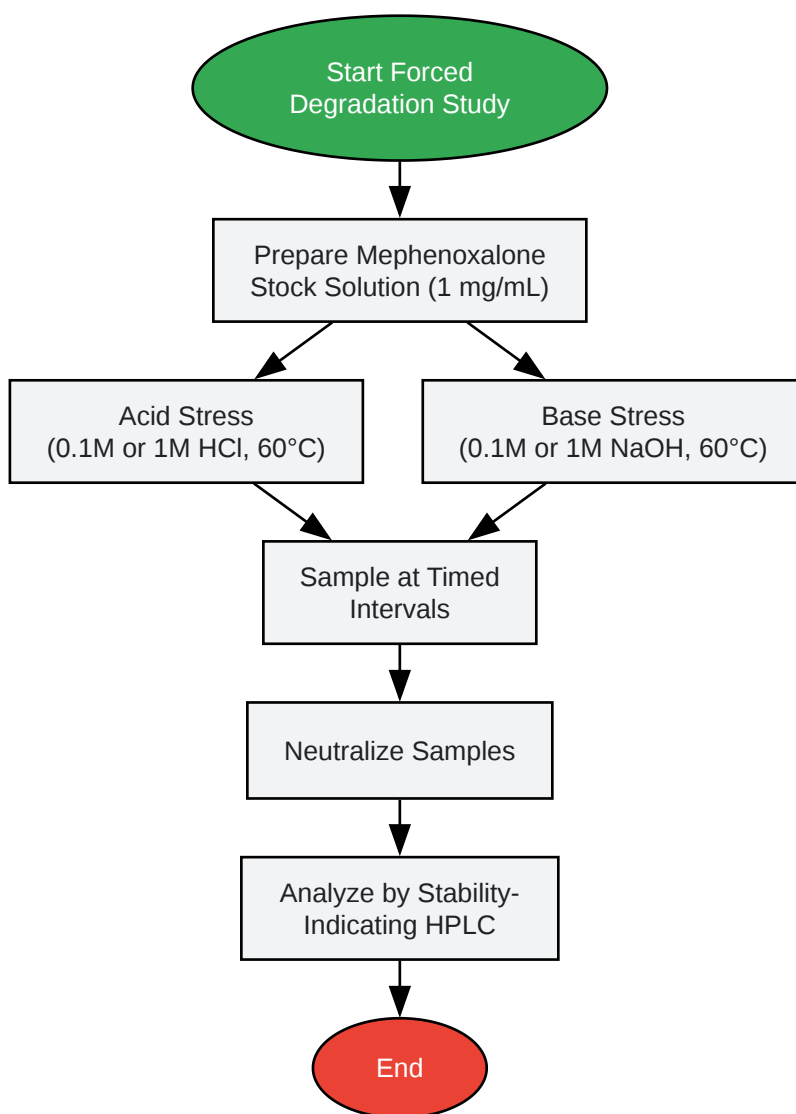 Start Forced
Degradation Study
Prepare Mephenoxalone
Stock Solution (1 mg/mL)
Acid Stress
(0.1M or 1M HCl, 60°C)
Base Stress
(0.1M or 1M NaOH, 60°C)
Sample at Timed
Intervals
Neutralize Samples
Analyze by Stability-
Indicating HPLC
End